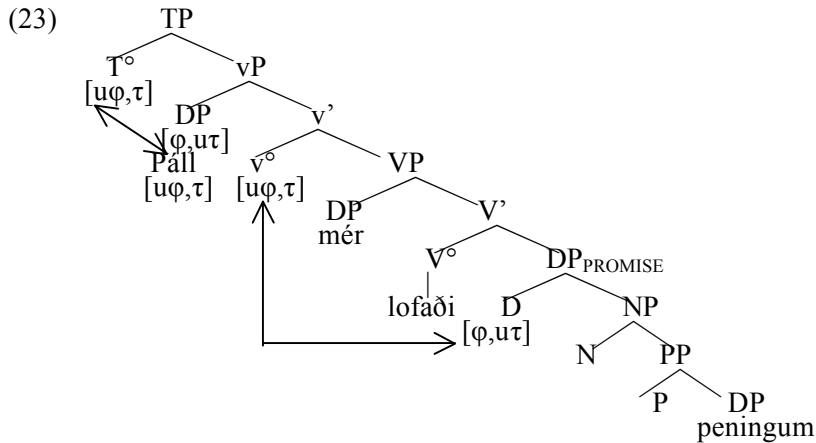 (23)
TP
T° vP
[uφ,τ]
DP v’
[φ,uτ]
Páll v° VP
[uφ,τ] [uφ,τ]
DP V’
mér
V° DPPROMISE
lofaði D NP
[φ,uτ]
N PP
P DP
peningum